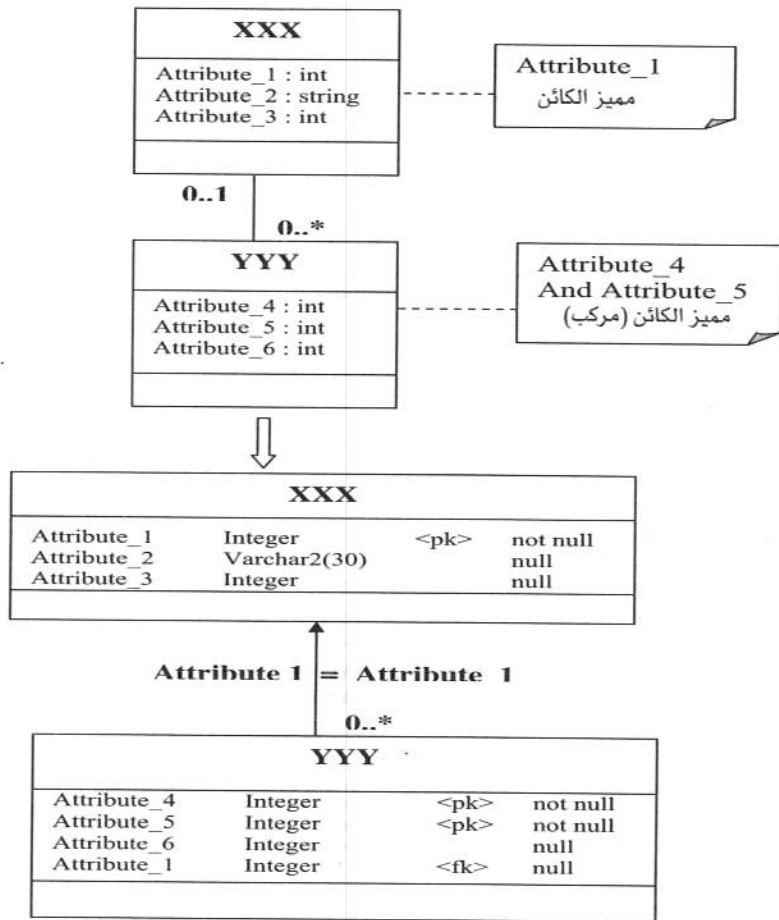 XXX
Attribute_1 : int
Attribute_2 : string
Attribute_3 : int
Attribute_1
مميز الكائن
0..1
0..*
YYY
Attribute_4 : int
Attribute_5 : int
Attribute_6 : int
Attribute_4
And Attribute_5
مميز الكائن (مركب)
XXX
Attribute_1 Integer <pk> not null
Attribute_2 Varchar2(30) null
Attribute_3 Integer null
Attribute 1 = Attribute 1
0..*
YYY
Attribute_4 Integer <pk> not null
Attribute_5 Integer <pk> not null
Attribute_6 Integer null
Attribute_1 Integer <fk> null